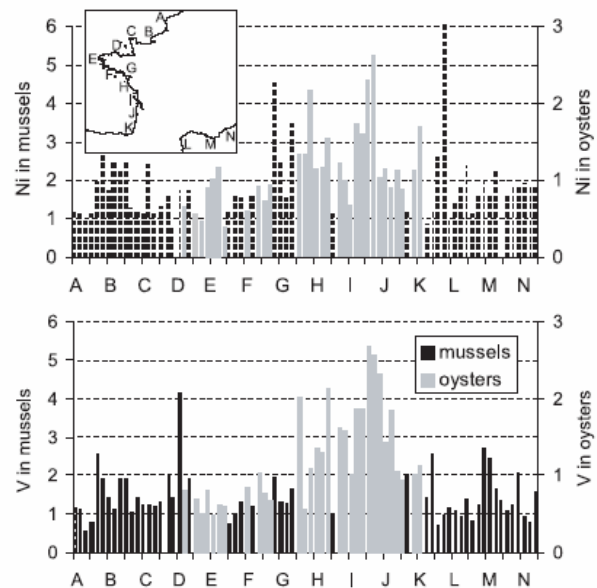 6
5
4
3
2
1
0
Ni in mussels
3
2
1
0
Ni in oysters
A
B
C
D
E
F
G
H
I
J
K
L
M
N
A B C D E F G H I J K L M N
6
5
4
3
2
1
0
V in mussels
3
2
1
0
V in oysters
mussels
oysters
A B C D E F G H I J K L M N